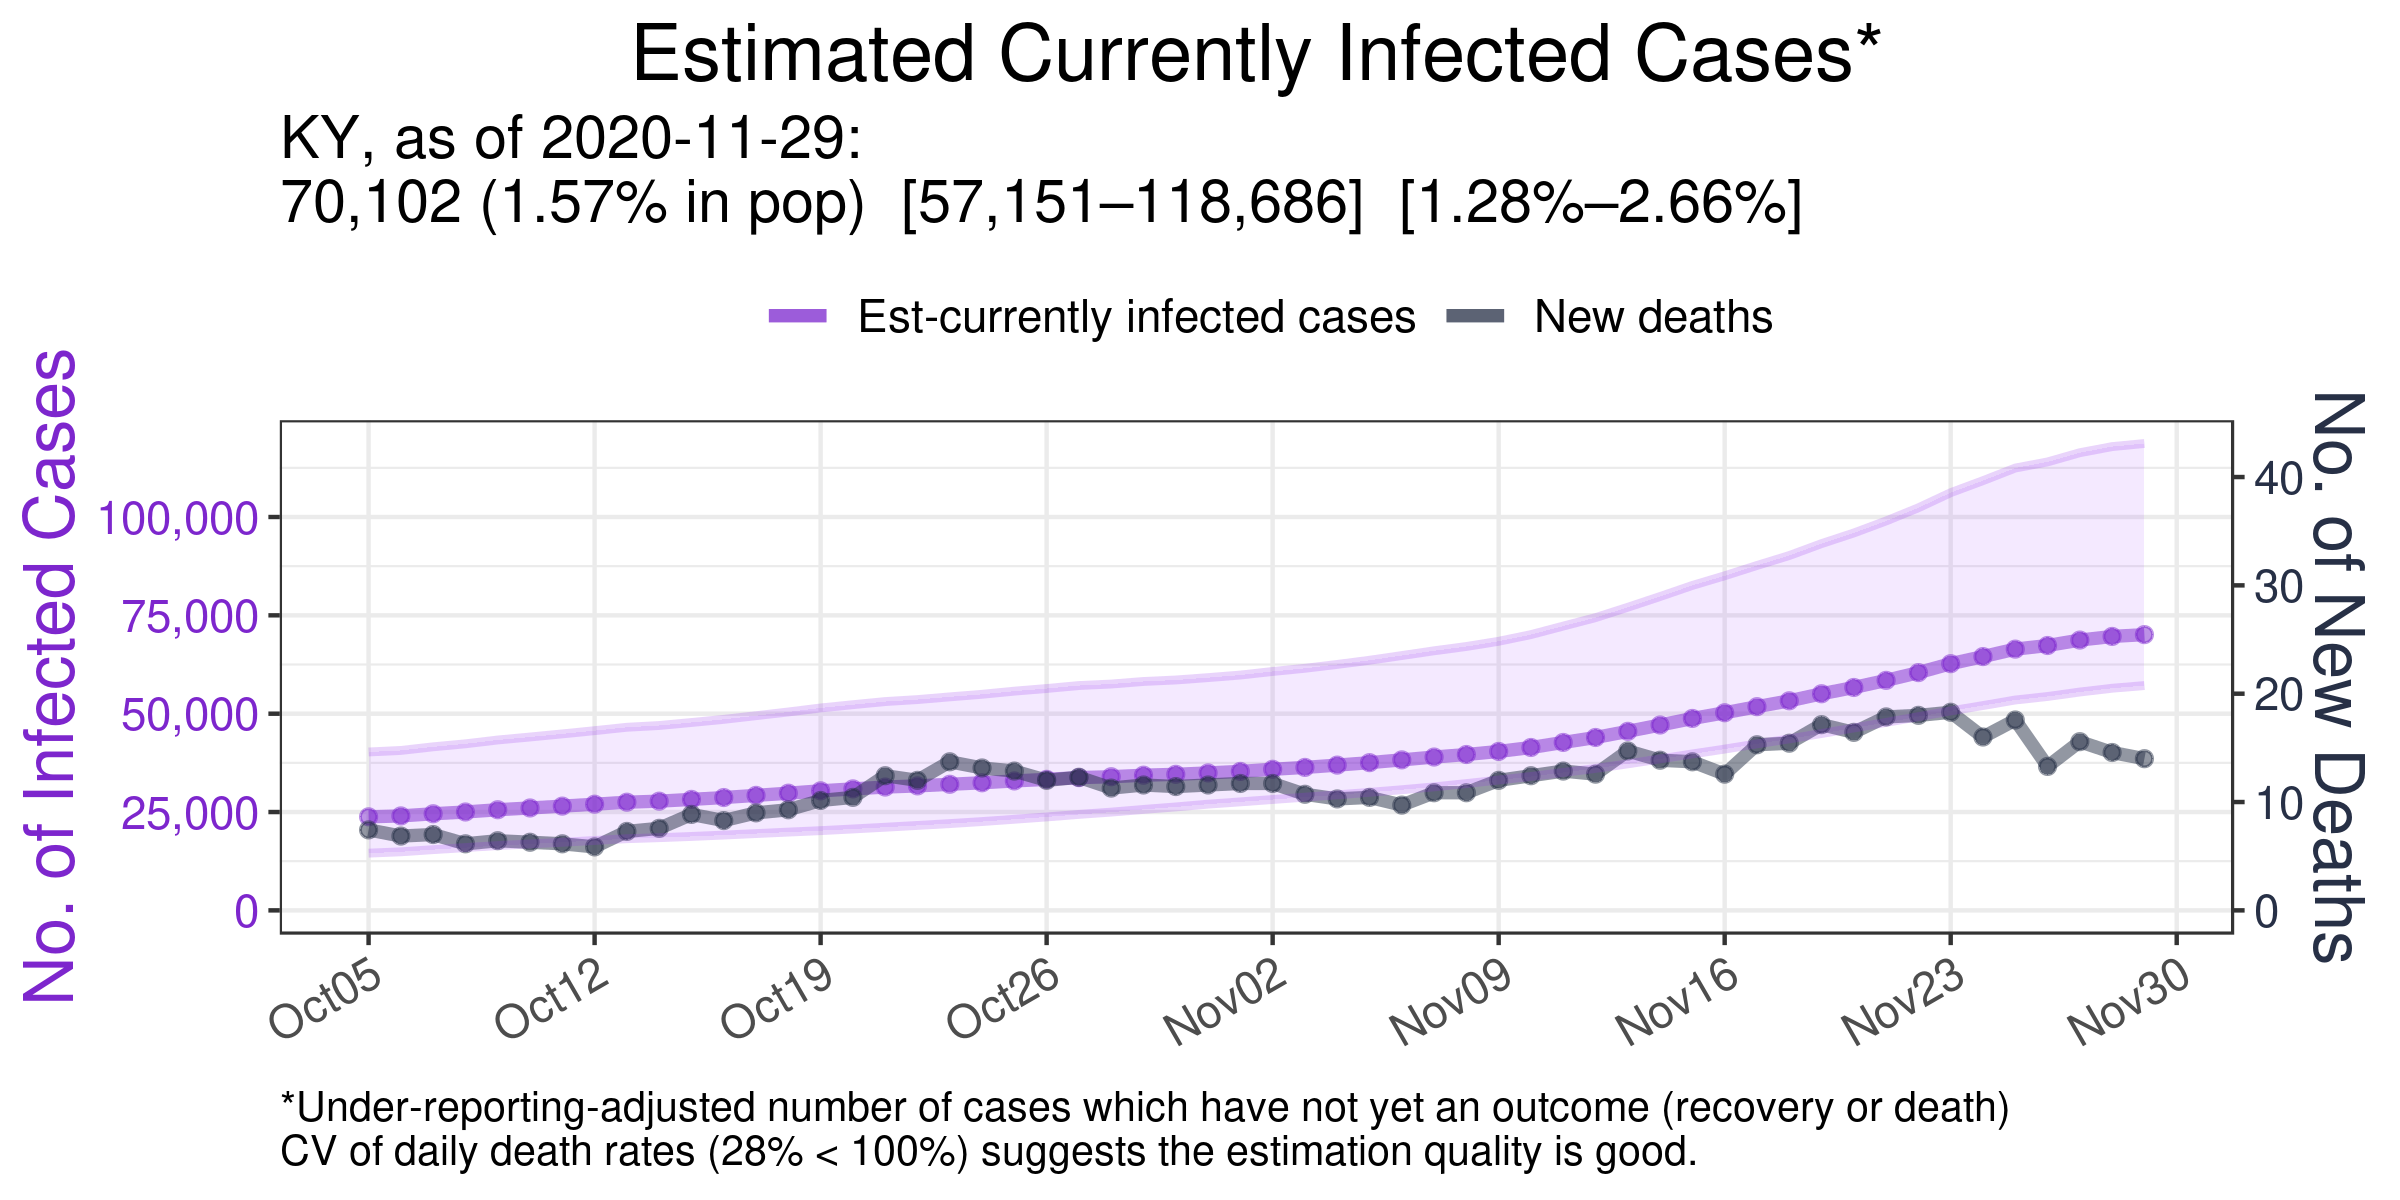 Estimated Currently Infected Cases*
KY, as of 2020-11-29:
70,102 (1.57% in pop)  [57,151–118,686]  [1.28%–2.66%]
Est-currently infected cases
New deaths
No. of Infected Cases
100,000
75,000
50,000
25,000
0
No. of New Deaths
40
30
20
10
0
Oct05
Oct12
Oct19
Oct26
Nov02
Nov09
Nov16
Nov23
Nov30
*Under-reporting-adjusted number of cases which have not yet an outcome (recovery or death)
CV of daily death rates (28% < 100%) suggests the estimation quality is good.